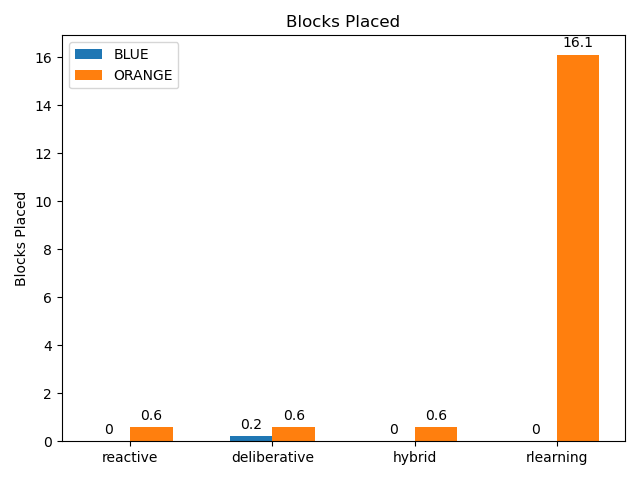 Blocks Placed
BLUE
ORANGE
Blocks Placed
16
14
12
10
8
6
4
2
0
0
0.6
0.2
0.6
0
0.6
0
16.1
reactive
deliberative
hybrid
rlearning